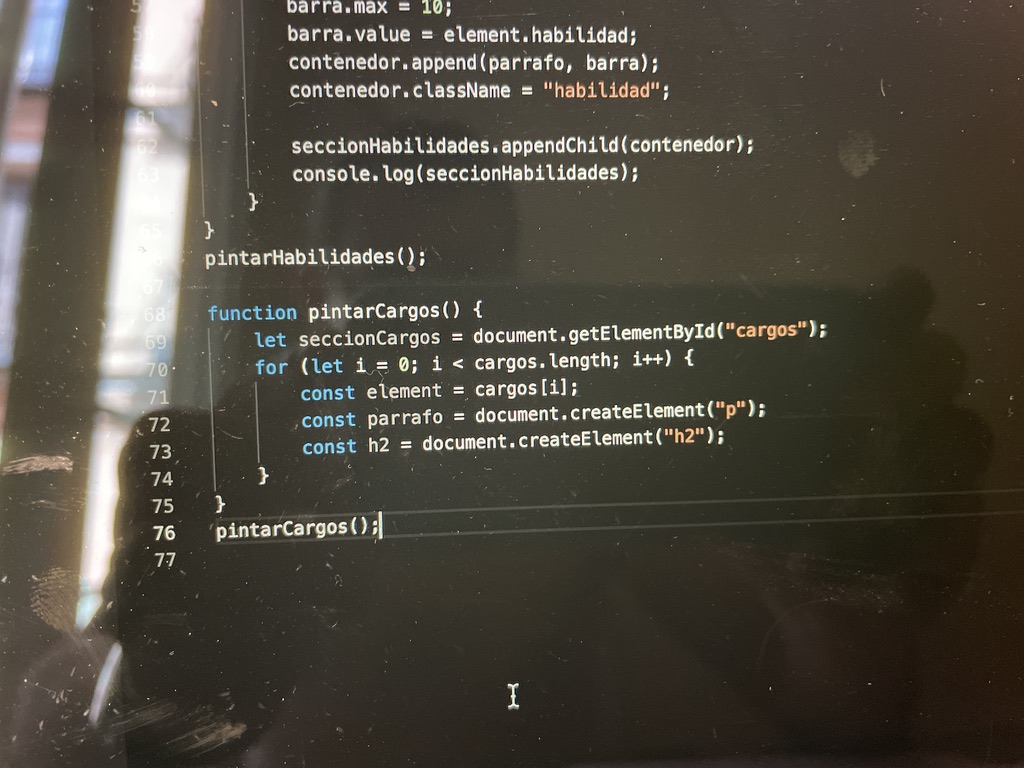 barra.max = 10;
barra.value = element.habilidad;
contenedor.append(parrafo, barra);
contenedor.className = "habilidad";
61
62 seccionHabilidades.appendChild(contenedor);
63 console.log(seccionHabilidades);
}
65 }
pintarHabilidades();
67
68 function pintarCargos() {
69 let seccionCargos = document.getElementById("cargos");
70 for (let i = 0; i < cargos.length; i++) {
71 const element = cargos[i];
72 const parrafo = document.createElement("p");
73 const h2 = document.createElement("h2");
74 }
75 }
76 pintarCargos();
77